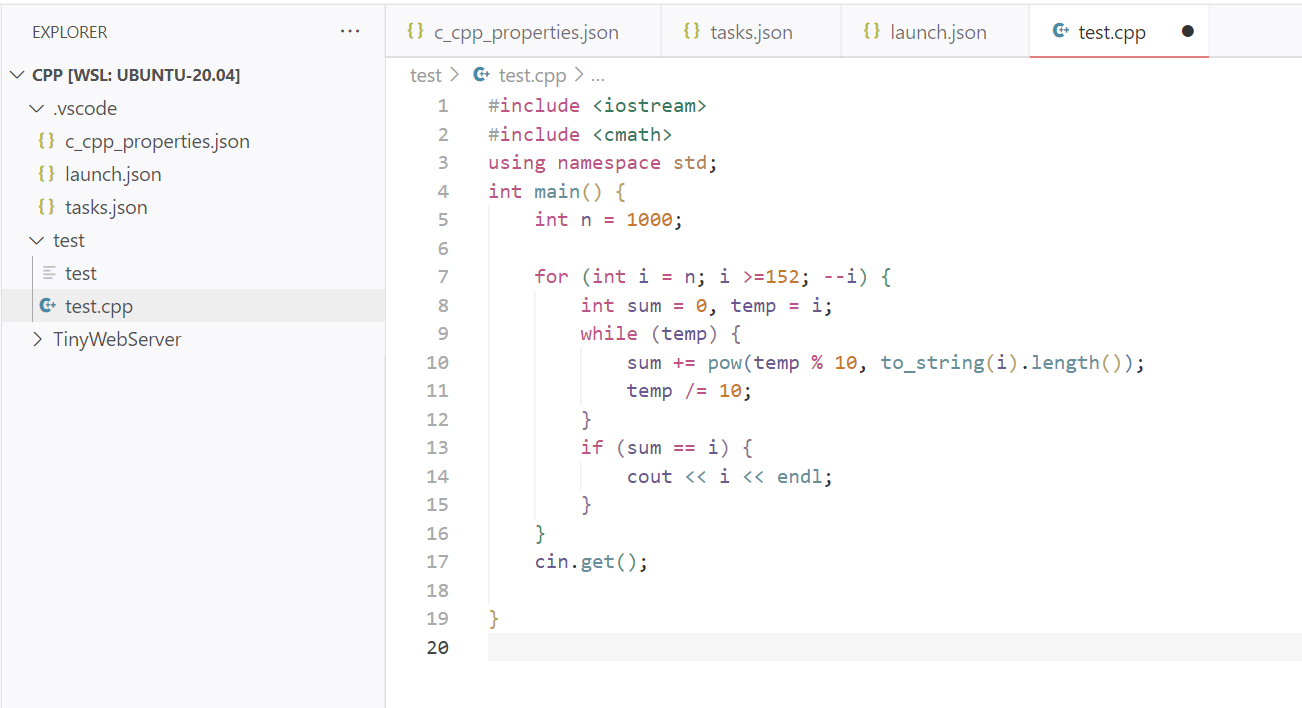 EXPLORER ...
CPP [WSL: UBUNTU-20.04]
.vscode
{} c_cpp_properties.json
{} launch.json
{} tasks.json
test
test
test.cpp
TinyWebServer
{} c_cpp_properties.json {} tasks.json {} launch.json test.cpp
test > test.cpp > ...
1 #include <iostream>
2 #include <cmath>
3 using namespace std;
4 int main() {
5     int n = 1000;
6
7     for (int i = n; i >=152; --i) {
8         int sum = 0, temp = i;
9         while (temp) {
10             sum += pow(temp % 10, to_string(i).length());
11             temp /= 10;
12         }
13         if (sum == i) {
14             cout << i << endl;
15         }
16     }
17     cin.get();
18
19 }
20